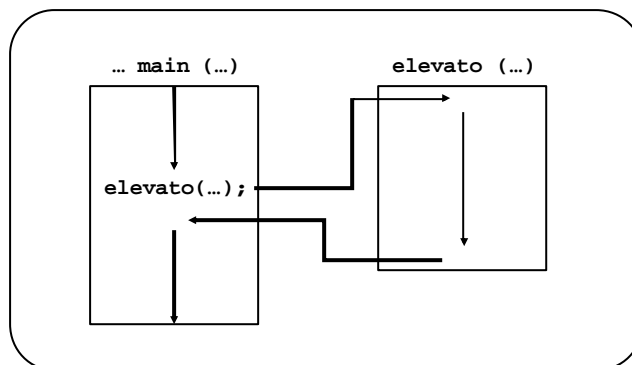 … main (…)
elevato (…)
elevato(…);